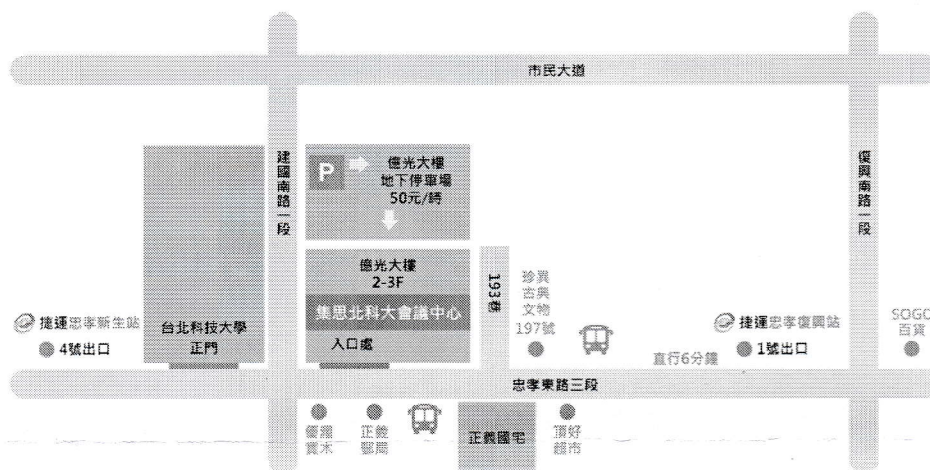 市民大道
建國南路一段
復興南路一段
P
億光大樓
地下停車場
50元/時
億光大樓
2-3F
集思北科大會議中心
入口處
193巷
珍異
古典
文物
197號
捷運忠孝新生站
4號出口
台北科技大學
正門
捷運忠孝復興站
1號出口
直行6分鐘
SOGO
百貨
忠孝東路三段
實木
正義
郵局
正義國宅
頂好
超市